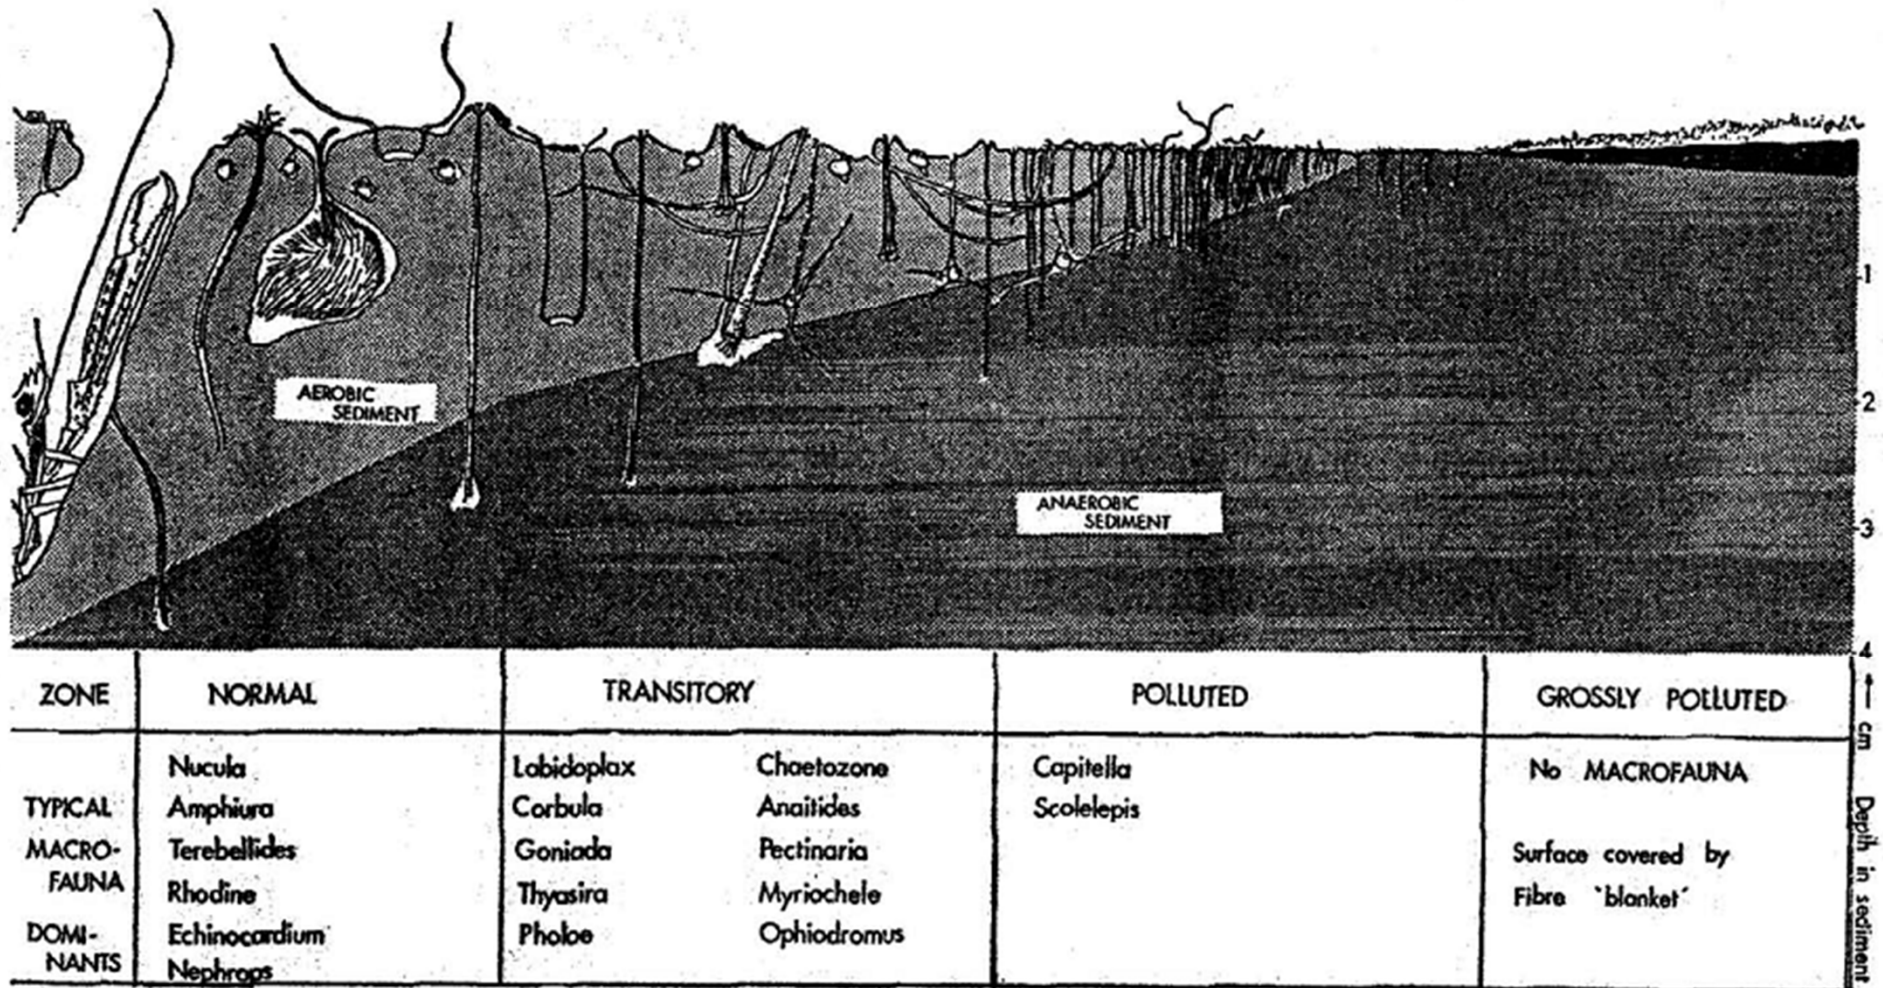 AEROBIC
SEDIMENT
ANAEROBIC
SEDIMENT
1
2
3
4
cm Depth in sediment
ZONE NORMAL TRANSITORY POLLUTED GROSSLY POLLUTED
TYPICAL
MACRO-
FAUNA
DOMI-
NANTS
Nucula
Amphiura
Terebellides
Rhodine
Echinocardium
Nephrops
Labidoplax Chaetozone
Corbula Anaitides
Goniada Pectinaria
Thyasira Myriochele
Pholoe Ophiodromus
Capitella
Scolelepis
No MACROFAUNA
Surface covered by
Fibre `blanket´